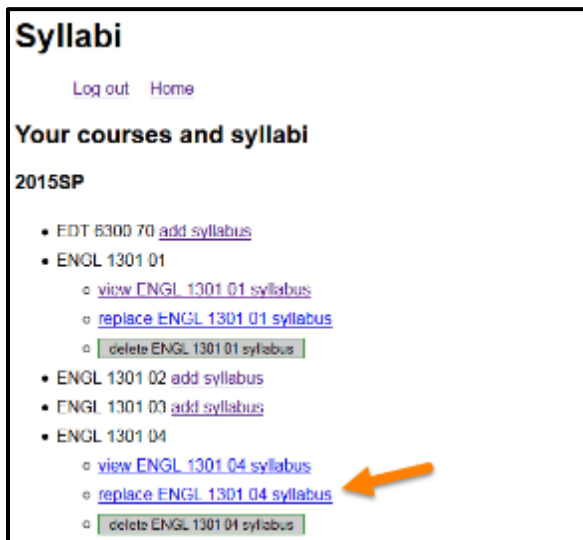 Syllabi
Log out Home
Your courses and syllabi
2015SP
EDT 6300 70 add syllabus
ENGL 1301 01
view ENGL 1301 01 syllabus
replace ENGL 1301 01 syllabus
delete ENGL 1301 01 syllabus
ENGL 1301 02 add syllabus
ENGL 1301 03 add syllabus
ENGL 1301 04
view ENGL 1301 04 syllabus
replace ENGL 1301 04 syllabus
delete ENGL 1301 04 syllabus